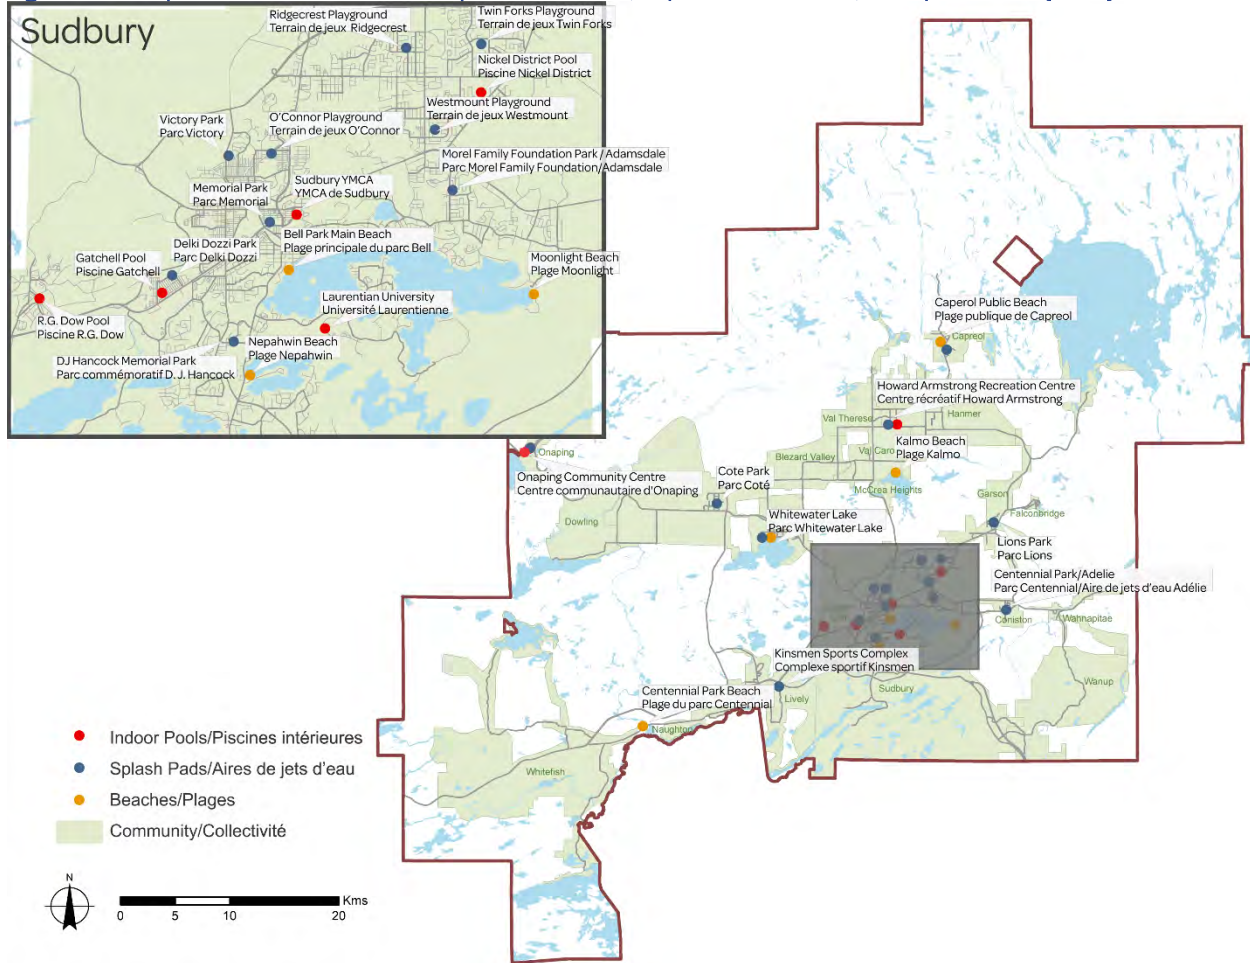 Sudbury
Ridgecrest Playground
Terrain de jeux Ridgecrest
Twin Forks Playground
Terrain de jeux Twin Forks
Nickel District Pool
Piscine Nickel District
Westmount Playground
Terrain de jeux Westmount
Victory Park
Parc Victory
O'Connor Playground
Terrain de jeux O'Connor
Morel Family Foundation Park / Adamsdale
Parc Morel Family Foundation/Adamsdale
Memorial Park
Parc Memorial
Sudbury YMCA
YMCA de Sudbury
Bell Park Main Beach
Plage principale du parc Bell
Delki Dozzi Park
Parc Delki Dozzi
Gatchell Pool
Piscine Gatchell
Moonlight Beach
Plage Moonlight
Laurentian University
Université Laurentienne
R.G. Dow Pool
Piscine R.G. Dow
Nepahwin Beach
Plage Nepahwin
DJ Hancock Memorial Park
Parc commémoratif D. J. Hancock
Caperol Public Beach
Plage publique de Capreol
Capreol
Howard Armstrong Recreation Centre
Centre récréatif Howard Armstrong
Val Therese
Hanmer
Kalmo Beach
Plage Kalmo
Val Caro
Blezard Valley
McCrea Heights
Onaping
Onaping Community Centre
Centre communautaire d'Onaping
Cote Park
Parc Coté
Garson
Falconbridge
Dowling
Whitewater Lake
Parc Whitewater Lake
Lions Park
Parc Lions
Centennial Park/Adelie
Parc Centennial/Aire de jets d'eau Adélie
Coniston
Wahnapitae
Kinsmen Sports Complex
Complexe sportif Kinsmen
Wanup
Sudbury
Lively
Centennial Park Beach
Plage du parc Centennial
Naughton
Whitefish
Indoor Pools/Piscines intérieures
Splash Pads/Aires de jets d'eau
Beaches/Plages
Community/Collectivité
N
Kms
0 5 10 20